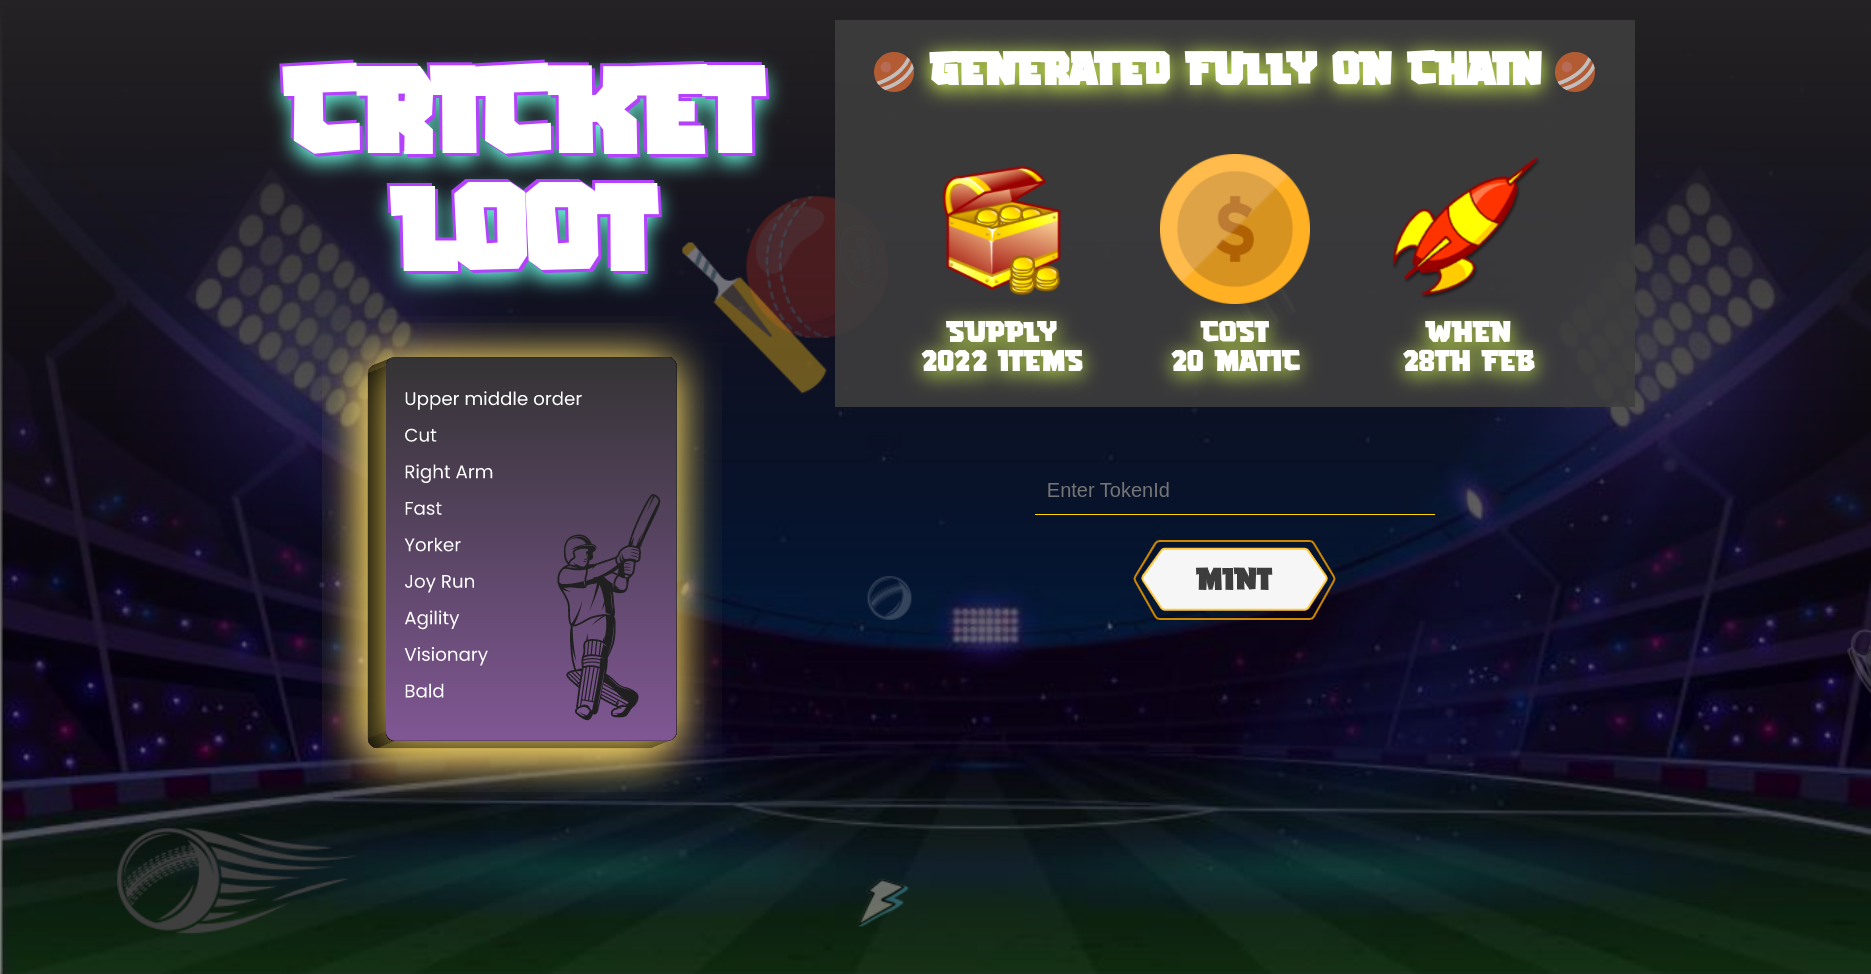 CRICKET
LOOT
Upper middle order
Cut
Right Arm
Fast
Yorker
Joy Run
Agility
Visionary
Bald
GENERATED FULLY ON CHAIN
$
SUPPLY
2022 ITEMS
COST
20 MATIC
WHEN
28TH FEB
Enter TokenId
MINT